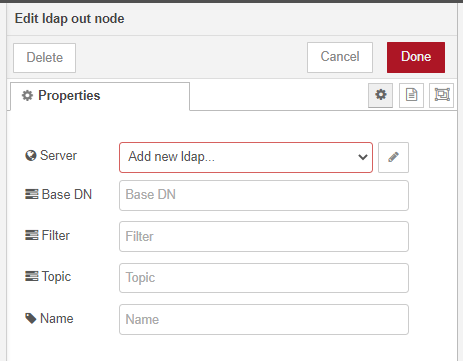 Edit ldap out node
Delete Cancel Done
Properties
Server Add new ldap...
Base DN Base DN
Filter Filter
Topic Topic
Name Name